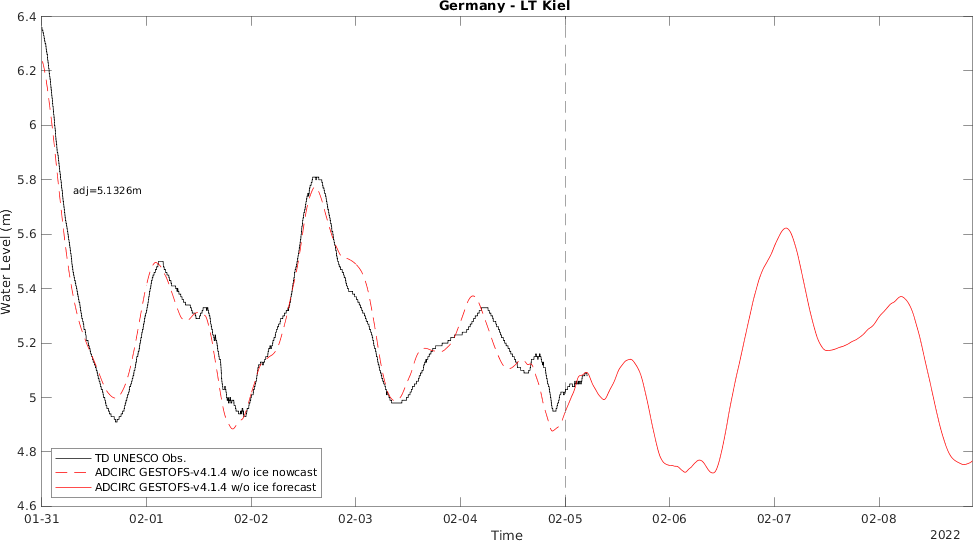 Germany - LT Kiel
6.4
6.2
6
5.8
5.6
5.4
5.2
5
4.8
4.6
Water Level (m)
adj=5.1326m
TD UNESCO Obs.
ADCIRC GESTOFS-v4.1.4 w/o ice nowcast
ADCIRC GESTOFS-v4.1.4 w/o ice forecast
01-31 02-01 02-02 02-03 02-04 02-05 02-06 02-07 02-08
Time
2022